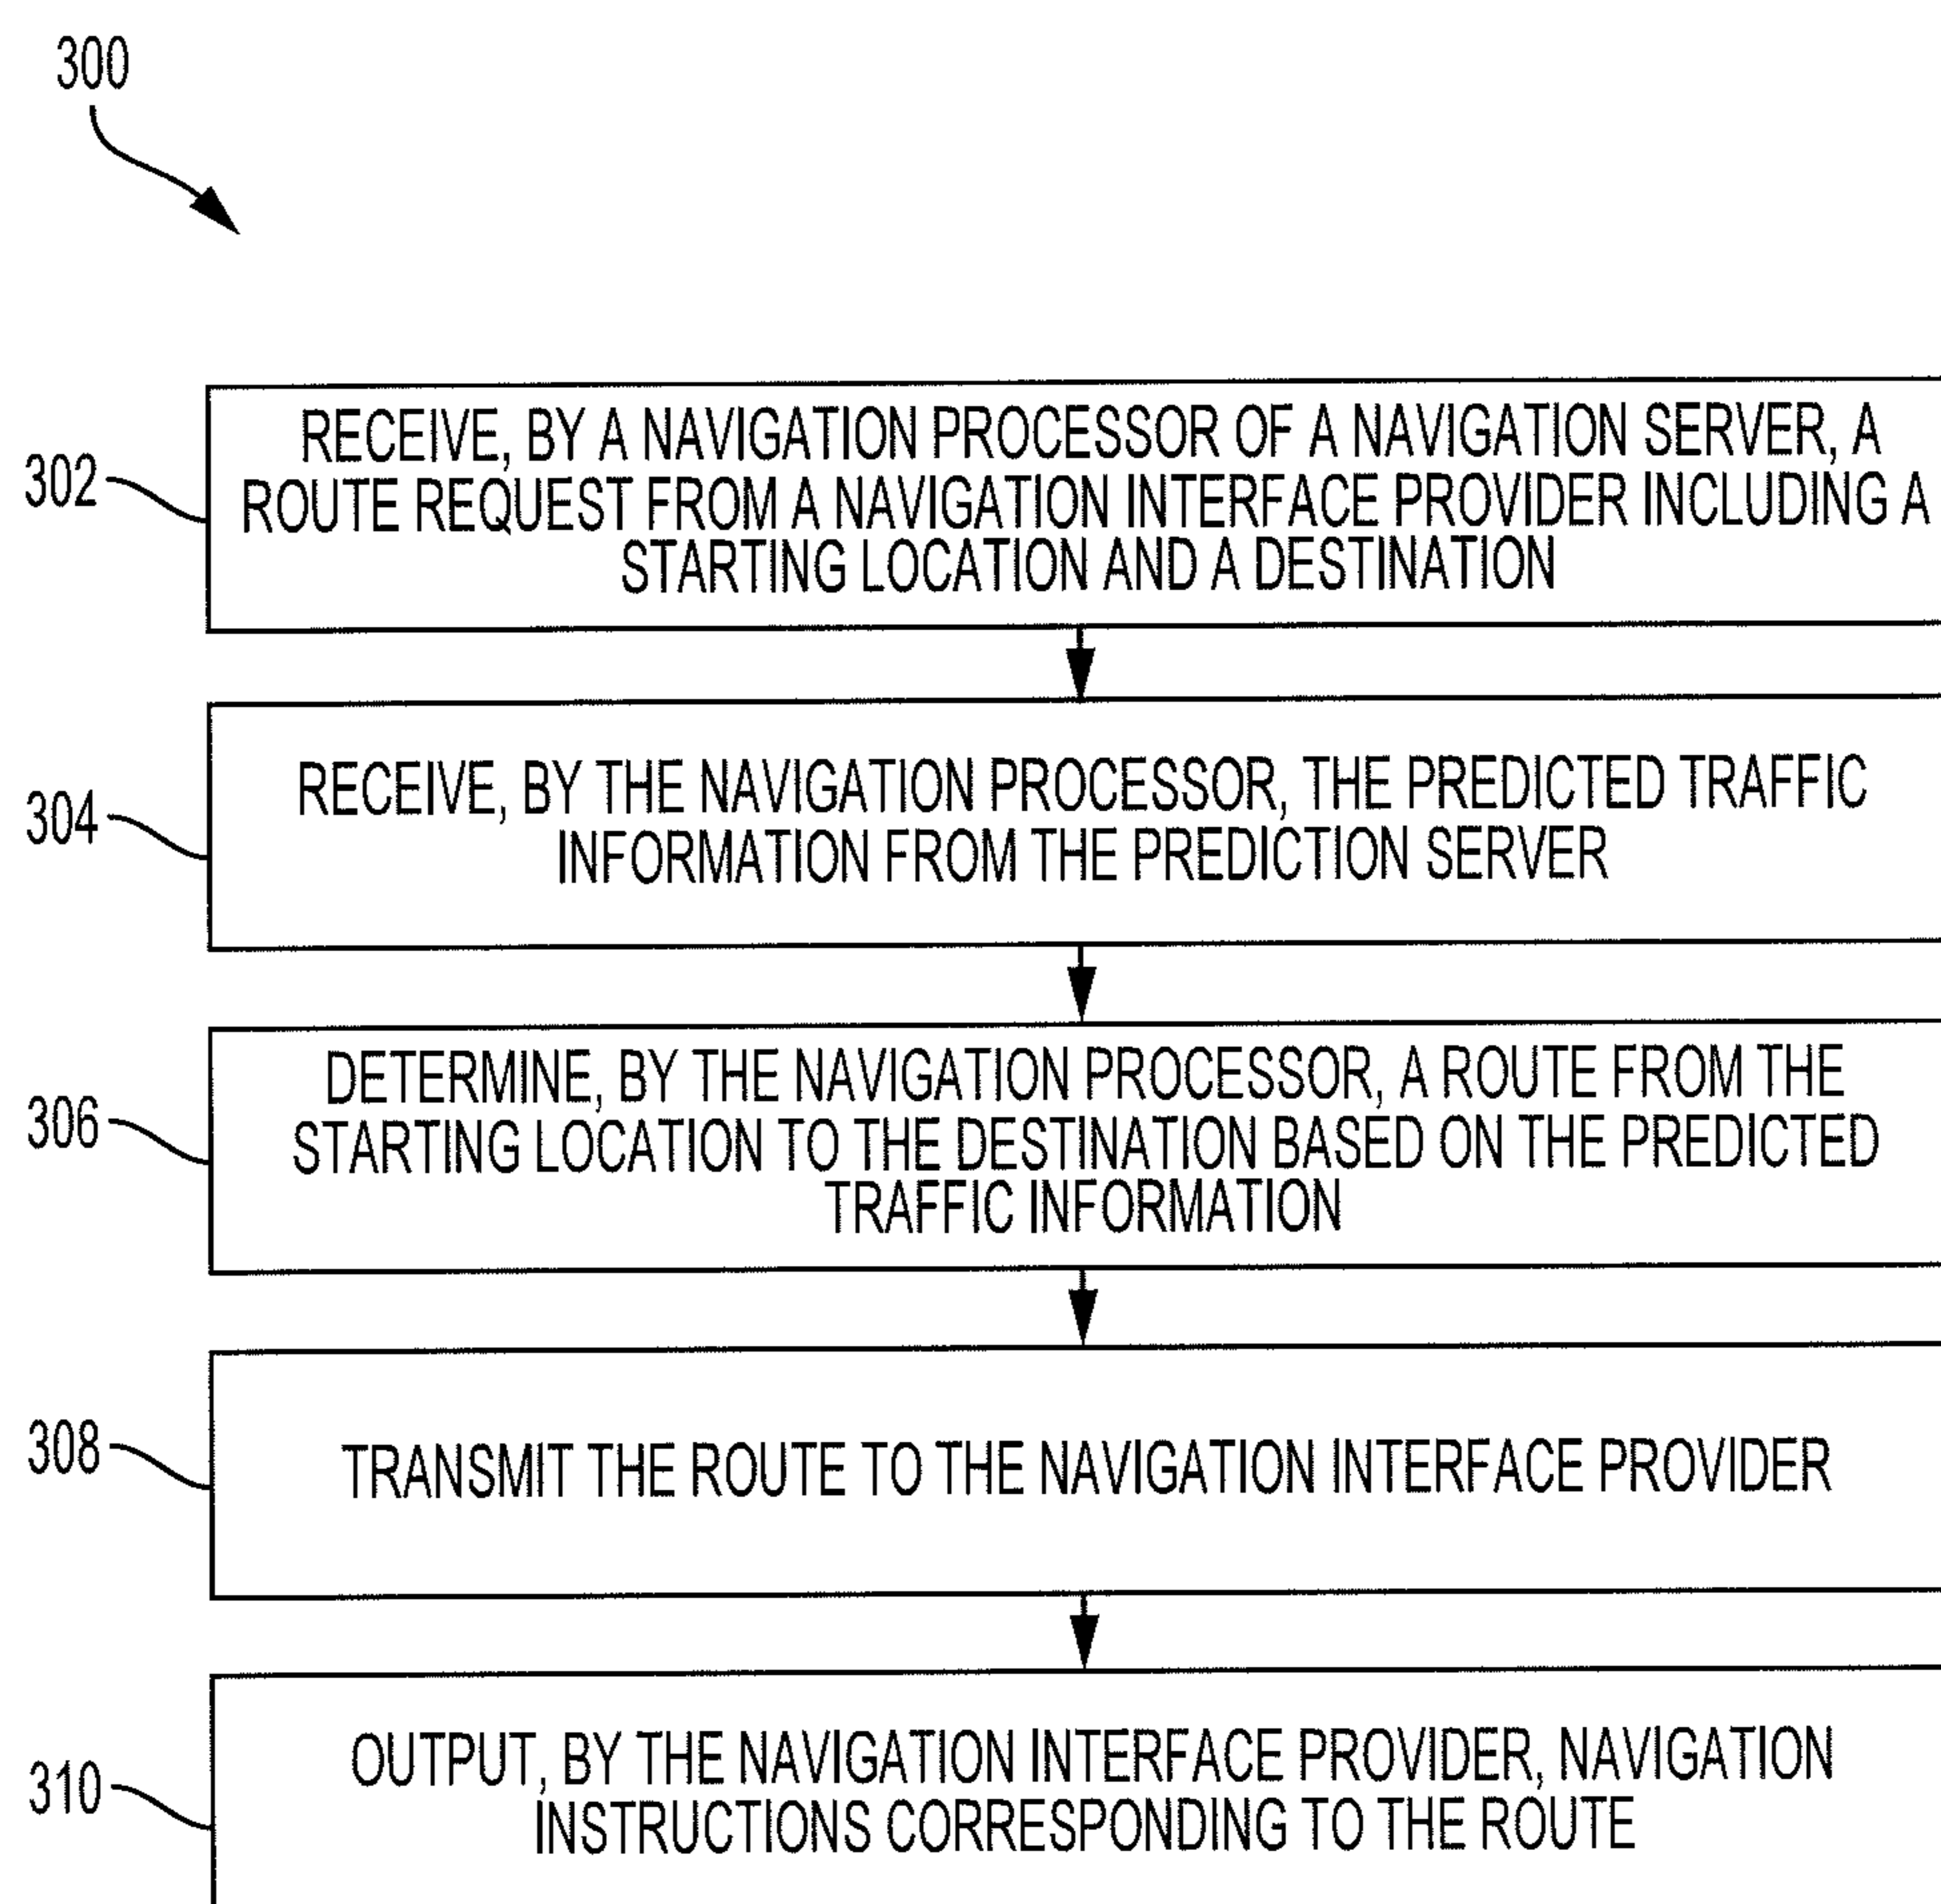 300
302
RECEIVE, BY A NAVIGATION PROCESSOR OF A NAVIGATION SERVER, A
ROUTE REQUEST FROM A NAVIGATION INTERFACE PROVIDER INCLUDING A
STARTING LOCATION AND A DESTINATION
304
RECEIVE, BY THE NAVIGATION PROCESSOR, THE PREDICTED TRAFFIC
INFORMATION FROM THE PREDICTION SERVER
306
DETERMINE, BY THE NAVIGATION PROCESSOR, A ROUTE FROM THE
STARTING LOCATION TO THE DESTINATION BASED ON THE PREDICTED
TRAFFIC INFORMATION
308
TRANSMIT THE ROUTE TO THE NAVIGATION INTERFACE PROVIDER
310
OUTPUT, BY THE NAVIGATION INTERFACE PROVIDER, NAVIGATION
INSTRUCTIONS CORRESPONDING TO THE ROUTE